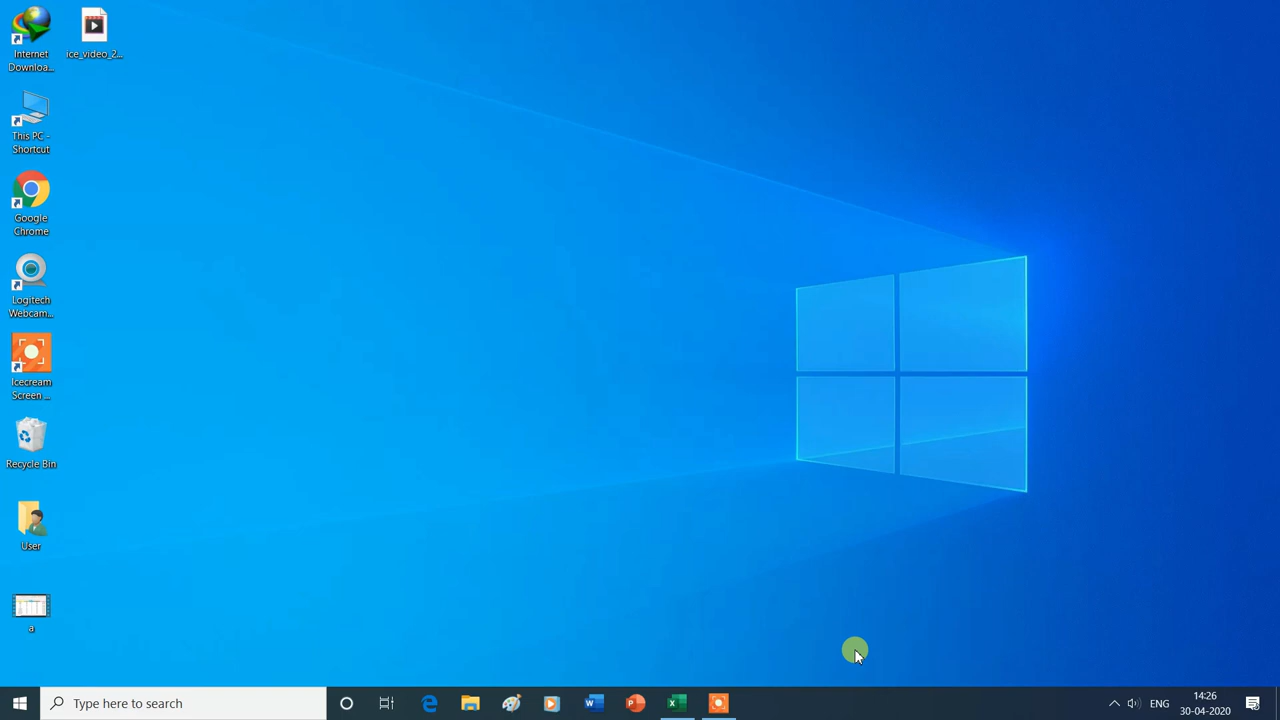 Internet
Downloa...
ice_video_2...
This PC -
Shortcut
Google
Chrome
Logitech
Webcam...
Icecream
Screen ...
Recycle Bin
User
a
Type here to search
ENG
14:26
30-04-2020